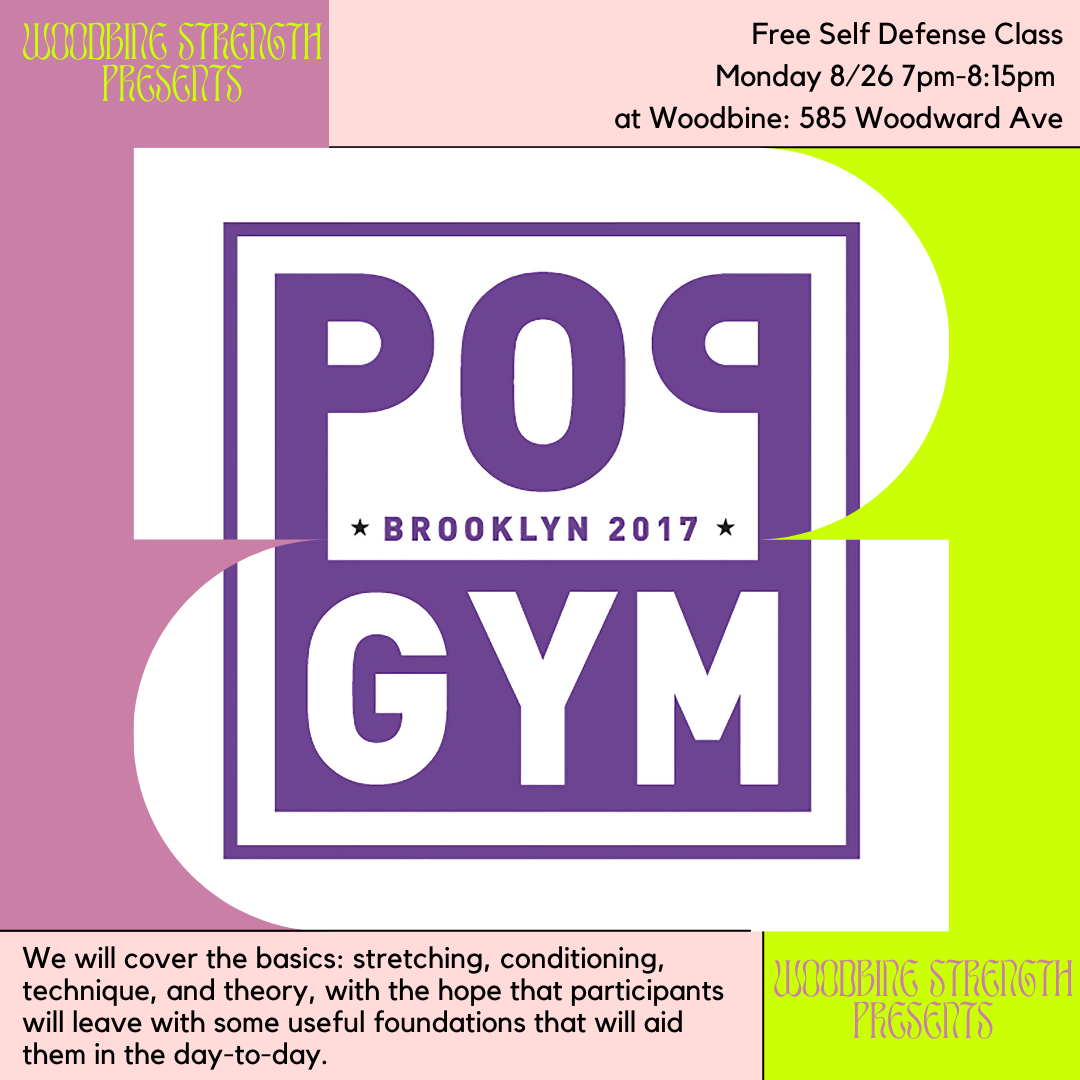 WOODBINE STRENGTH
PRESENTS
Free Self Defense Class
Monday 8/26 7pm-8:15pm
at Woodbine: 585 Woodward Ave
POP
★ BROOKLYN 2017 ★
GYM
We will cover the basics: stretching, conditioning,
technique, and theory, with the hope that participants
will leave with some useful foundations that will aid
them in the day-to-day.
WOODBINE STRENGTH
PRESENTS